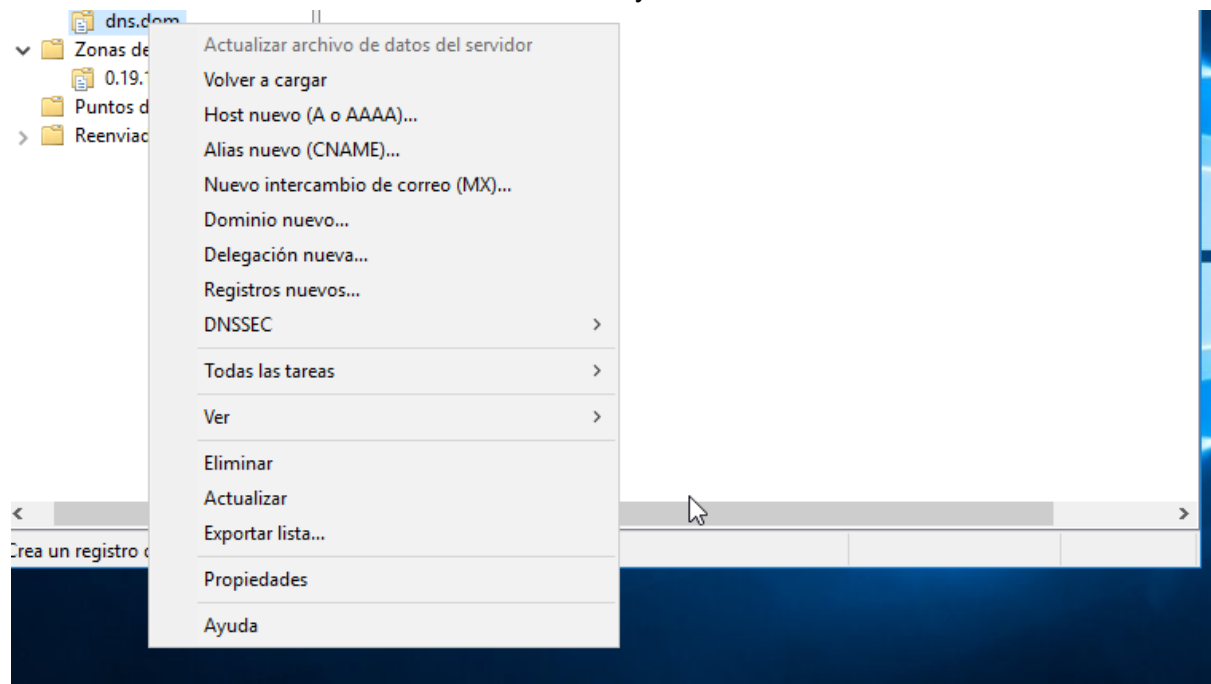 dns.dom
Zonas de
0.19.1
Puntos d
Reenviad
Actualizar archivo de datos del servidor
Volver a cargar
Host nuevo (A o AAAA)...
Alias nuevo (CNAME)...
Nuevo intercambio de correo (MX)...
Dominio nuevo...
Delegación nueva...
Registros nuevos...
DNSSEC
Todas las tareas
Ver
Eliminar
Actualizar
Exportar lista...
Propiedades
Ayuda
Crea un registro